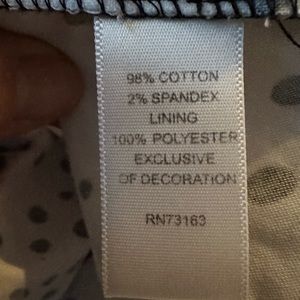 98% COTTON
2% SPANDEX
LINING
100% POLYESTER
EXCLUSIVE
OF DECORATION
RN73163